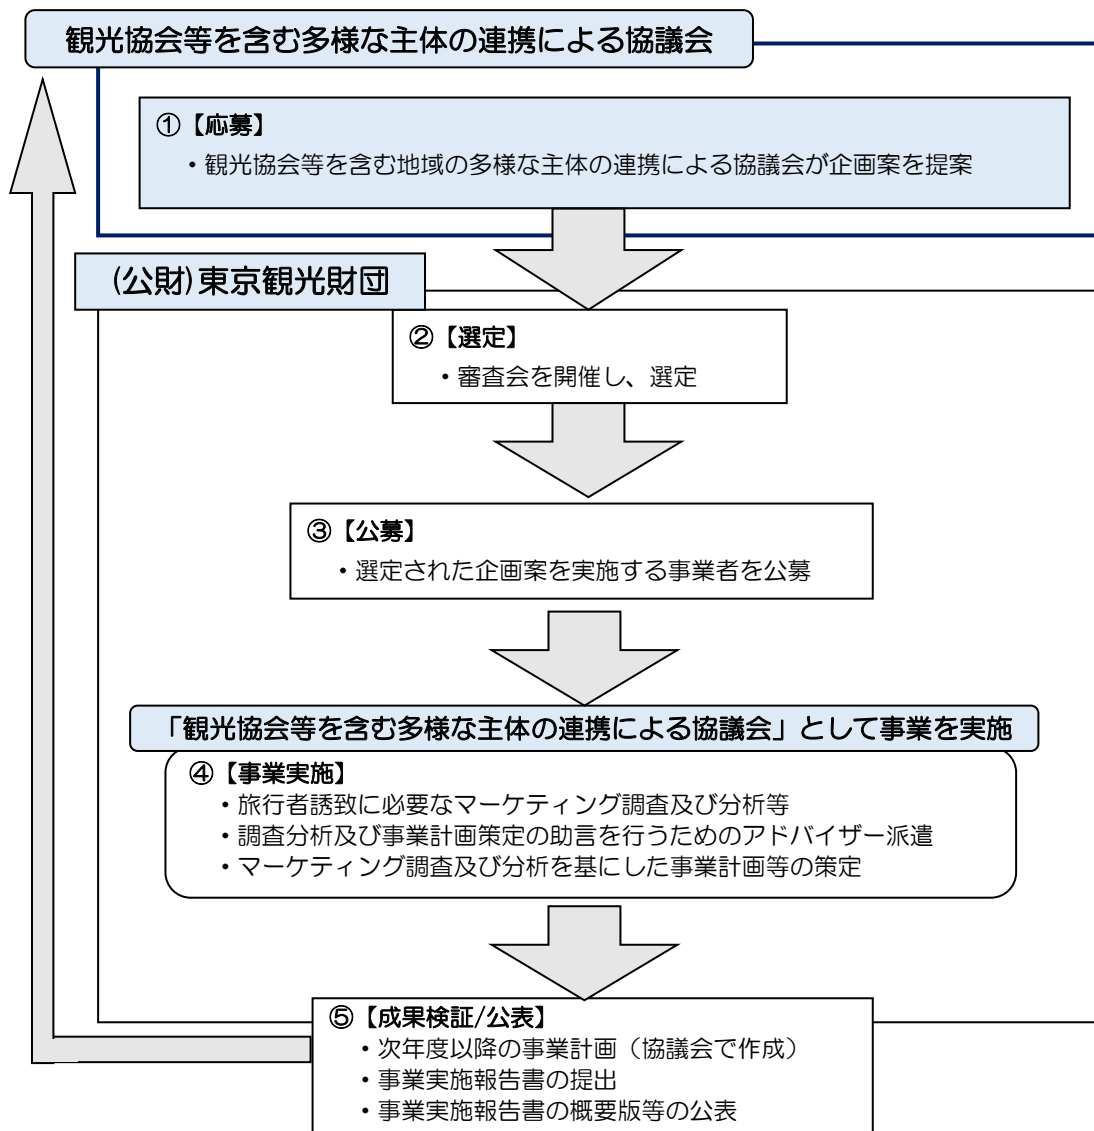 観光協会等を含む多様な主体の連携による協議会
①【応募】
・観光協会等を含む地域の多様な主体の連携による協議会が企画案を提案
(公財)東京観光財団
②【選定】
・審査会を開催し、選定
③【公募】
・選定された企画案を実施する事業者を公募
「観光協会等を含む多様な主体の連携による協議会」として事業を実施
④【事業実施】
・旅行者誘致に必要なマーケティング調査及び分析等
・調査分析及び事業計画策定の助言を行うためのアドバイザー派遣
・マーケティング調査及び分析を基にした事業計画等の策定
⑤【成果検証/公表】
・次年度以降の事業計画（協議会で作成）
・事業実施報告書の提出
・事業実施報告書の概要版等の公表